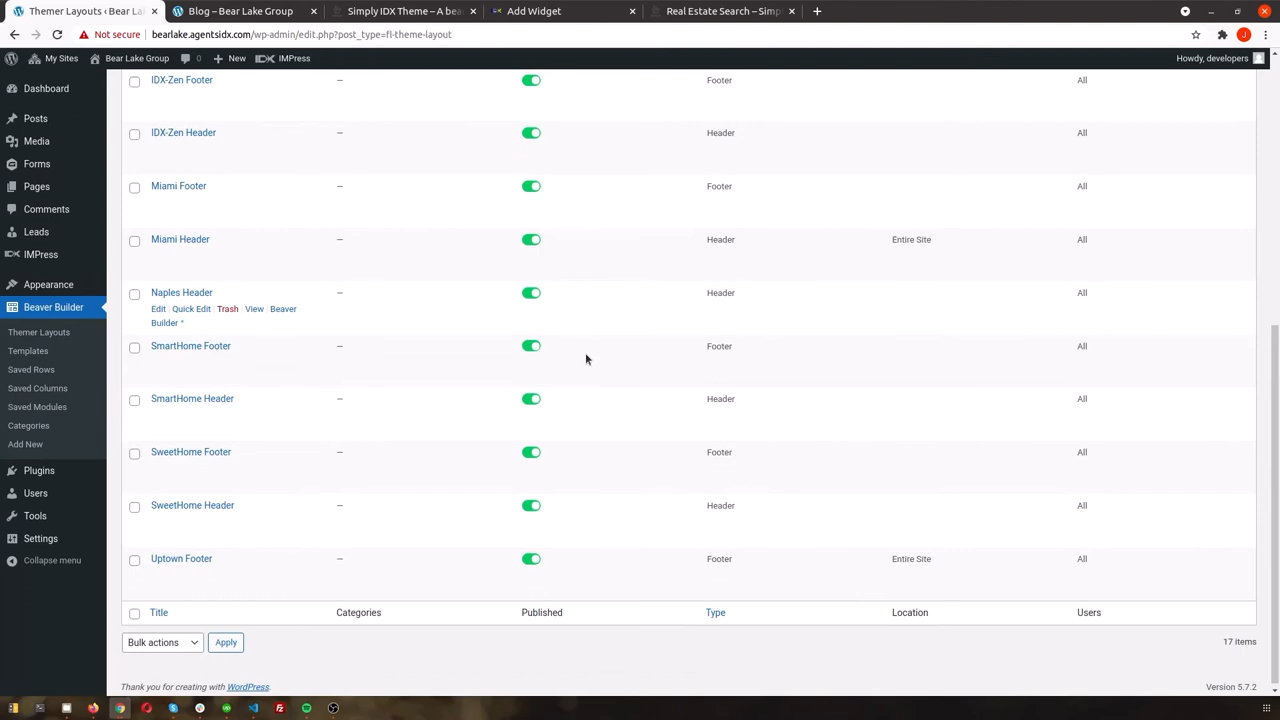 Themer Layouts ‹ Bear La
Blog – Bear Lake Group
Simply IDX Theme – A bea
Add Widget
Real Estate Search – Simp
Not secure
bearlake.agentsidx.com/wp-admin/edit.php?post_type=fl-theme-layout
J
My Sites
Bear Lake Group
0
New
IMPress
Howdy, developers
Dashboard
Posts
Media
Forms
Pages
Comments
Leads
IMPress
Appearance
Beaver Builder
Themer Layouts
Templates
Saved Rows
Saved Columns
Saved Modules
Categories
Add New
Plugins
Users
Tools
Settings
Collapse menu
IDX-Zen Footer — Footer All
IDX-Zen Header — Header All
Miami Footer — Footer All
Miami Header — Header Entire Site All
Naples Header — Header All
Edit | Quick Edit | Trash | View | Beaver
Builder •
SmartHome Footer — Footer All
SmartHome Header — Header All
SweetHome Footer — Footer All
SweetHome Header — Header All
Uptown Footer — Footer Entire Site All
Title Categories Published Type Location Users
Bulk actions Apply 17 items
Thank you for creating with WordPress. Version 5.7.2